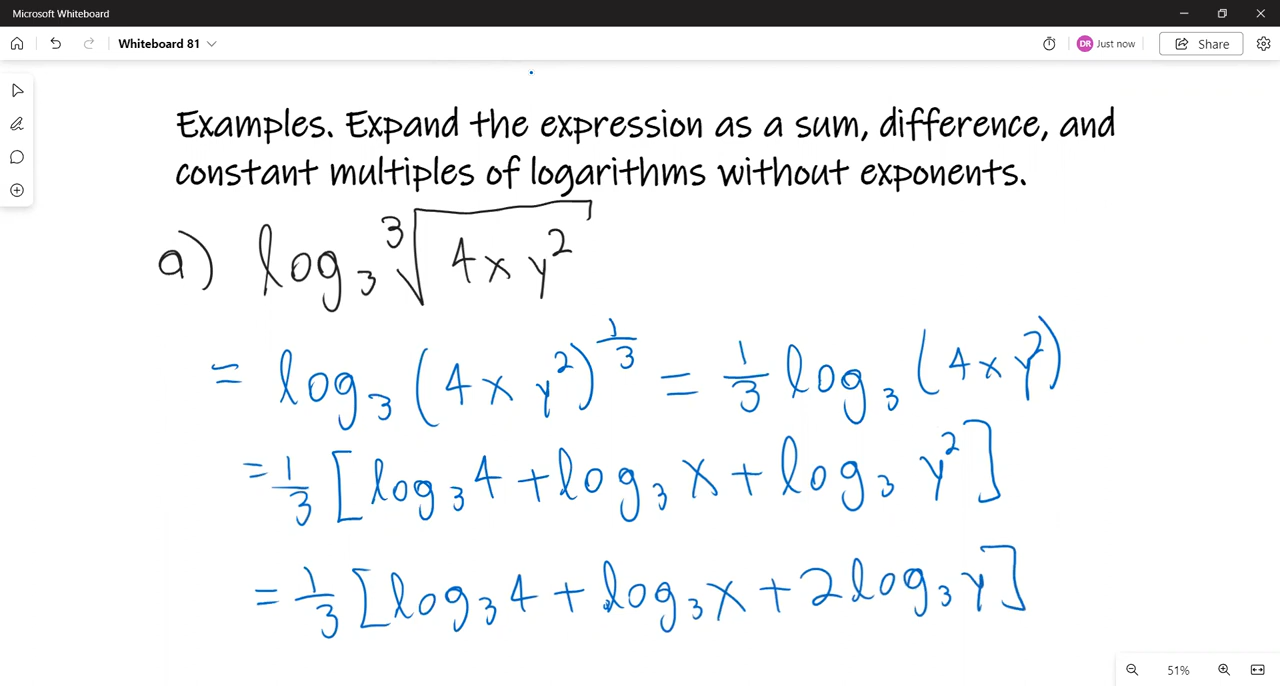 Microsoft Whiteboard
Whiteboard 81
DR Just now
Share
Examples. Expand the expression as a sum, difference, and
constant multiples of logarithms without exponents.
a) log₃ ³√(4xy²)
= log₃ (4xy²)^(1/3) = 1/3 log₃ (4xy²)
= 1/3 [log₃ 4 + log₃ x + log₃ y²]
= 1/3 [log₃ 4 + log₃ x + 2 log₃ y]
51%